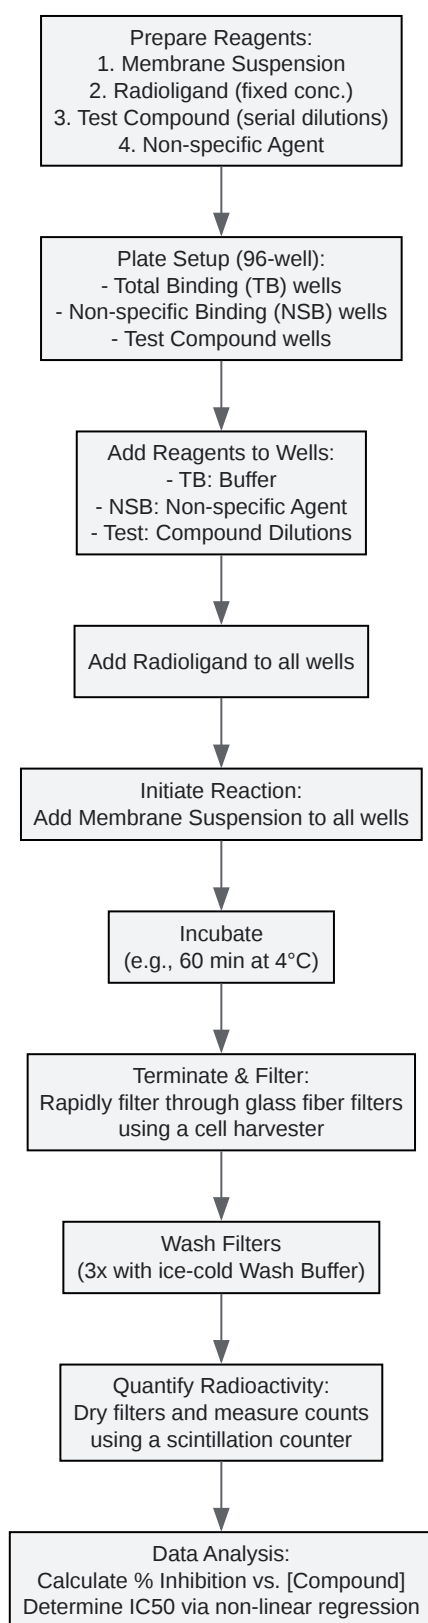 Prepare Reagents:
1. Membrane Suspension
2. Radioligand (fixed conc.)
3. Test Compound (serial dilutions)
4. Non-specific Agent
Plate Setup (96-well):
- Total Binding (TB) wells
- Non-specific Binding (NSB) wells
- Test Compound wells
Add Reagents to Wells:
- TB: Buffer
- NSB: Non-specific Agent
- Test: Compound Dilutions
Add Radioligand to all wells
Initiate Reaction:
Add Membrane Suspension to all wells
Incubate
(e.g., 60 min at 4°C)
Terminate & Filter:
Rapidly filter through glass fiber filters
using a cell harvester
Wash Filters
(3x with ice-cold Wash Buffer)
Quantify Radioactivity:
Dry filters and measure counts
using a scintillation counter
Data Analysis:
Calculate % Inhibition vs. [Compound]
Determine IC50 via non-linear regression